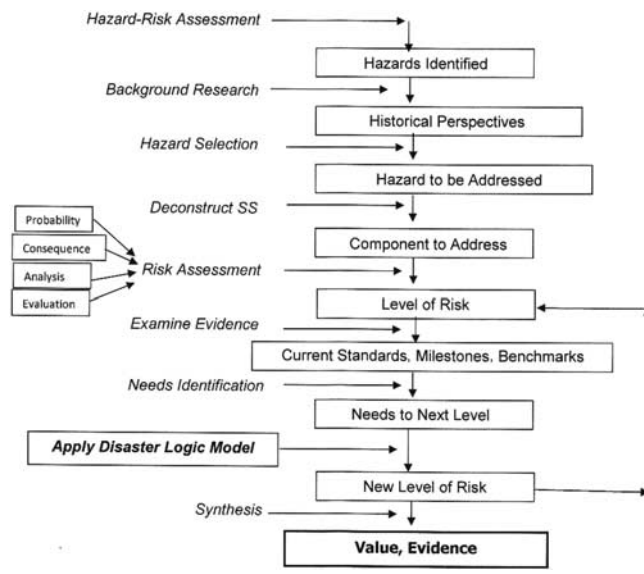 Hazard-Risk Assessment
Hazards Identified
Background Research
Historical Perspectives
Hazard Selection
Hazard to be Addressed
Deconstruct SS
Component to Address
Probability
Consequence
Analysis
Evaluation
Risk Assessment
Level of Risk
Examine Evidence
Current Standards, Milestones, Benchmarks
Needs Identification
Needs to Next Level
Apply Disaster Logic Model
New Level of Risk
Synthesis
Value, Evidence